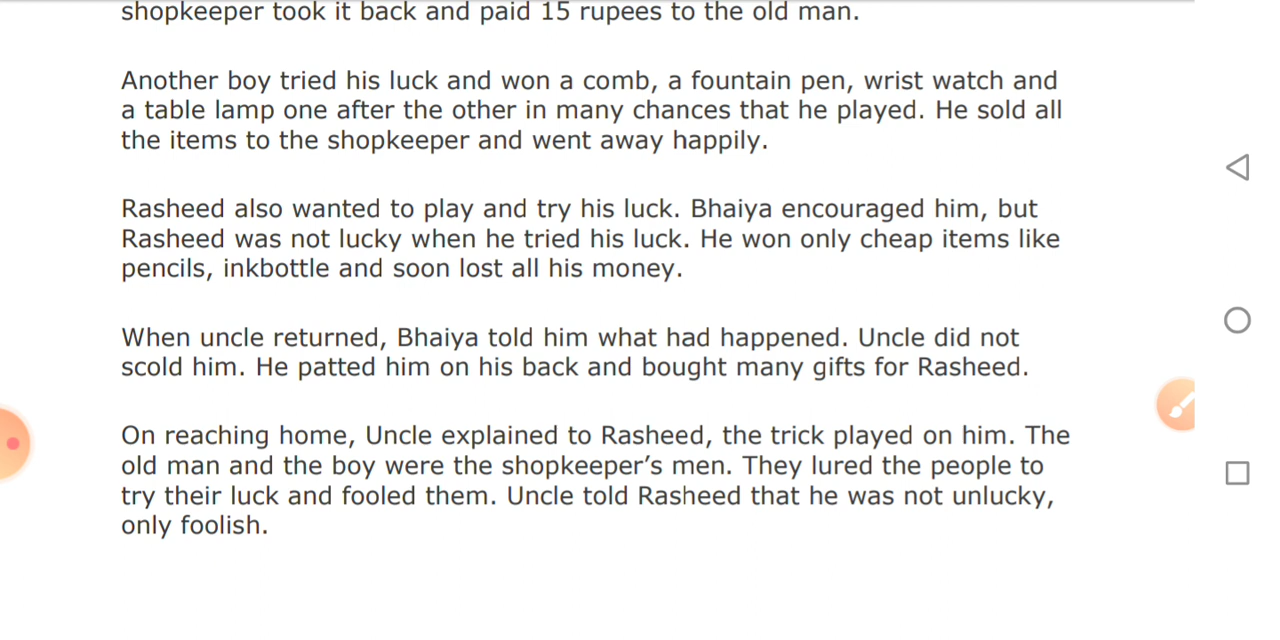 shopkeeper took it back and paid 15 rupees to the old man.
Another boy tried his luck and won a comb, a fountain pen, wrist watch and
a table lamp one after the other in many chances that he played. He sold all
the items to the shopkeeper and went away happily.
Rasheed also wanted to play and try his luck. Bhaiya encouraged him, but
Rasheed was not lucky when he tried his luck. He won only cheap items like
pencils, inkbottle and soon lost all his money.
When uncle returned, Bhaiya told him what had happened. Uncle did not
scold him. He patted him on his back and bought many gifts for Rasheed.
On reaching home, Uncle explained to Rasheed, the trick played on him. The
old man and the boy were the shopkeeper’s men. They lured the people to
try their luck and fooled them. Uncle told Rasheed that he was not unlucky,
only foolish.